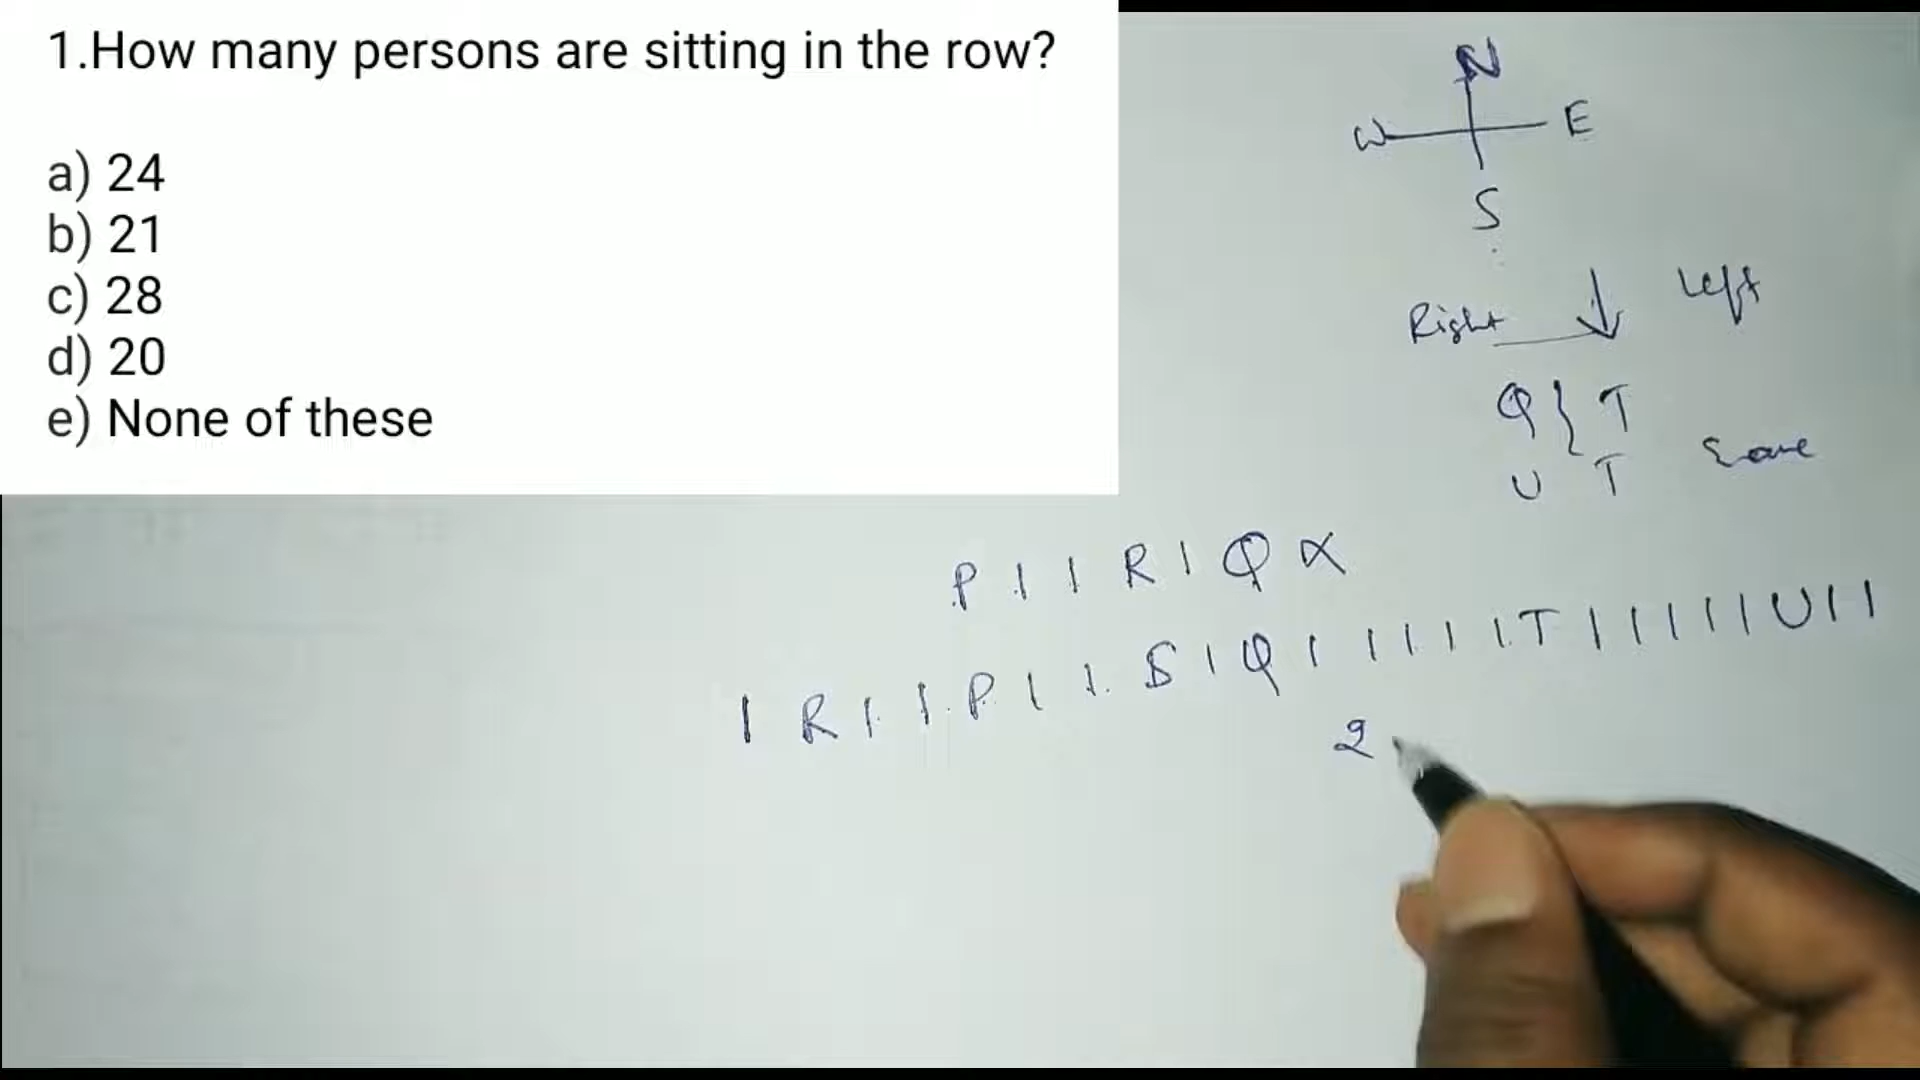 1.How many persons are sitting in the row?
a) 24
b) 21
c) 28
d) 20
e) None of these
N
W E
S
Right Left
Q } T
U T Same
P I I R I Q X
I R I I P I I S I Q I I I I I T I I I I I U I I
2